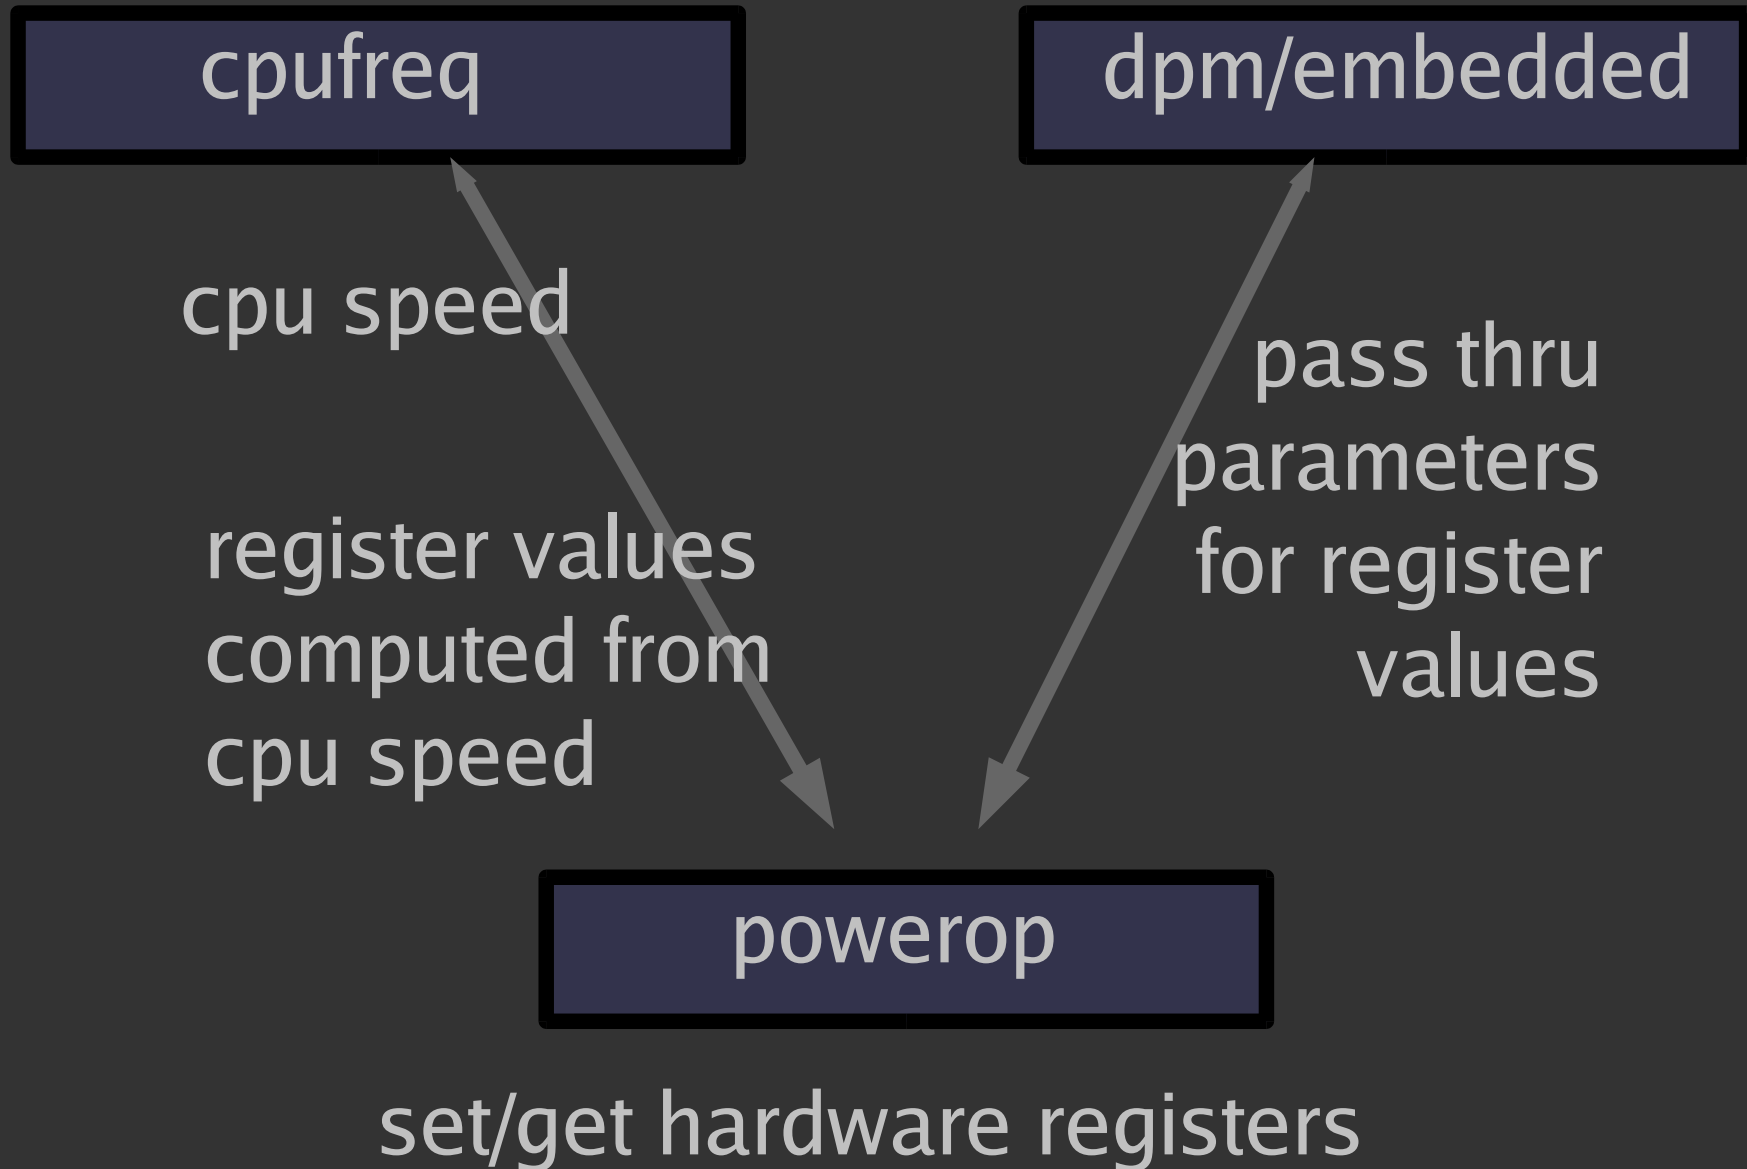 cpufreq
dpm/embedded
cpu speed
register values
computed from
cpu speed
pass thru
parameters
for register
values
powerop
set/get hardware registers